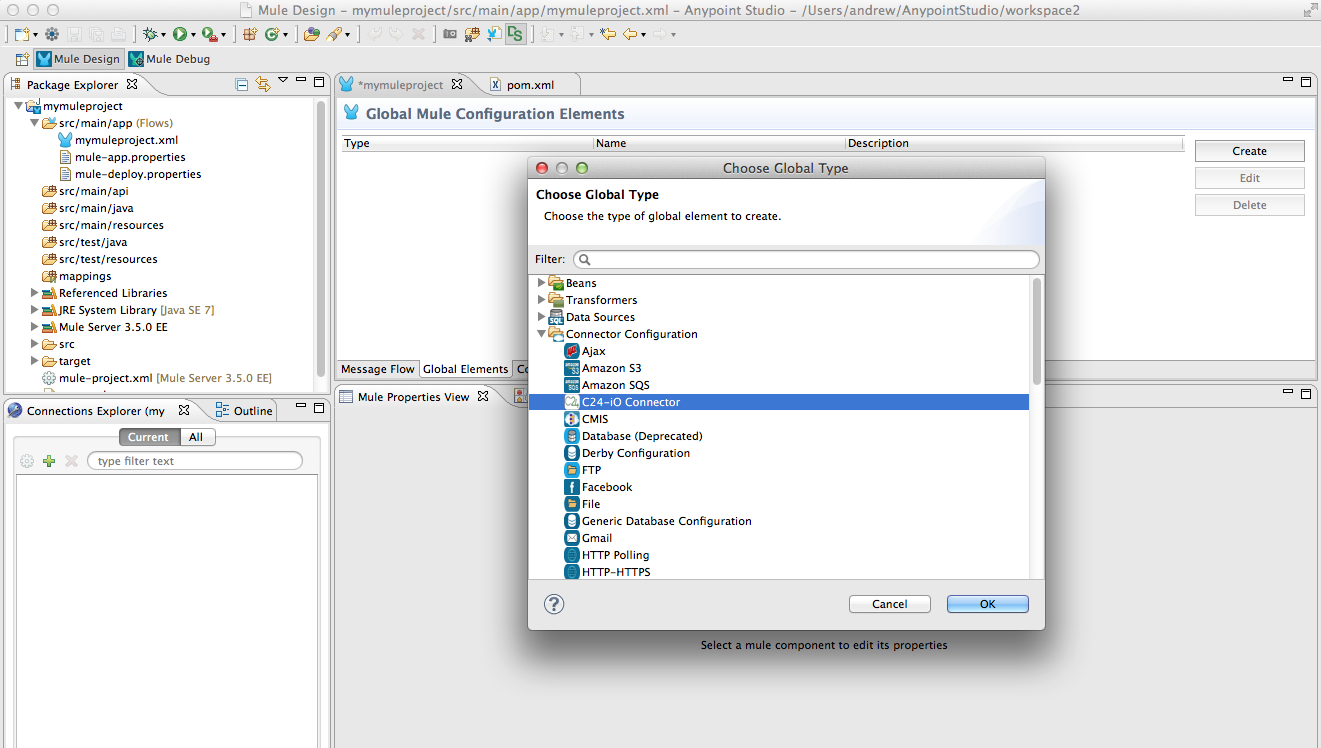 Mule Design – mymuleproject/src/main/app/mymuleproject.xml – Anypoint Studio – /Users/andrew/AnypointStudio/workspace2
Mule Design Mule Debug
Package Explorer
mymuleproject
src/main/app (Flows)
mymuleproject.xml
mule-app.properties
mule-deploy.properties
src/main/api
src/main/java
src/main/resources
src/test/java
src/test/resources
mappings
Referenced Libraries
JRE System Library [Java SE 7]
Mule Server 3.5.0 EE
src
target
mule-project.xml [Mule Server 3.5.0 EE]
Connections Explorer (my Outline
Current All
type filter text
*mymuleproject pom.xml
Global Mule Configuration Elements
Type Name Description
Create
Edit
Delete
Message Flow Global Elements Co
Mule Properties View
Select a mule component to edit its properties
Choose Global Type
Choose Global Type
Choose the type of global element to create.
Filter:
Beans
Transformers
Data Sources
Connector Configuration
Ajax
Amazon S3
Amazon SQS
C24-iO Connector
CMIS
Database (Deprecated)
Derby Configuration
FTP
Facebook
File
Generic Database Configuration
Gmail
HTTP Polling
HTTP-HTTPS
? Cancel OK